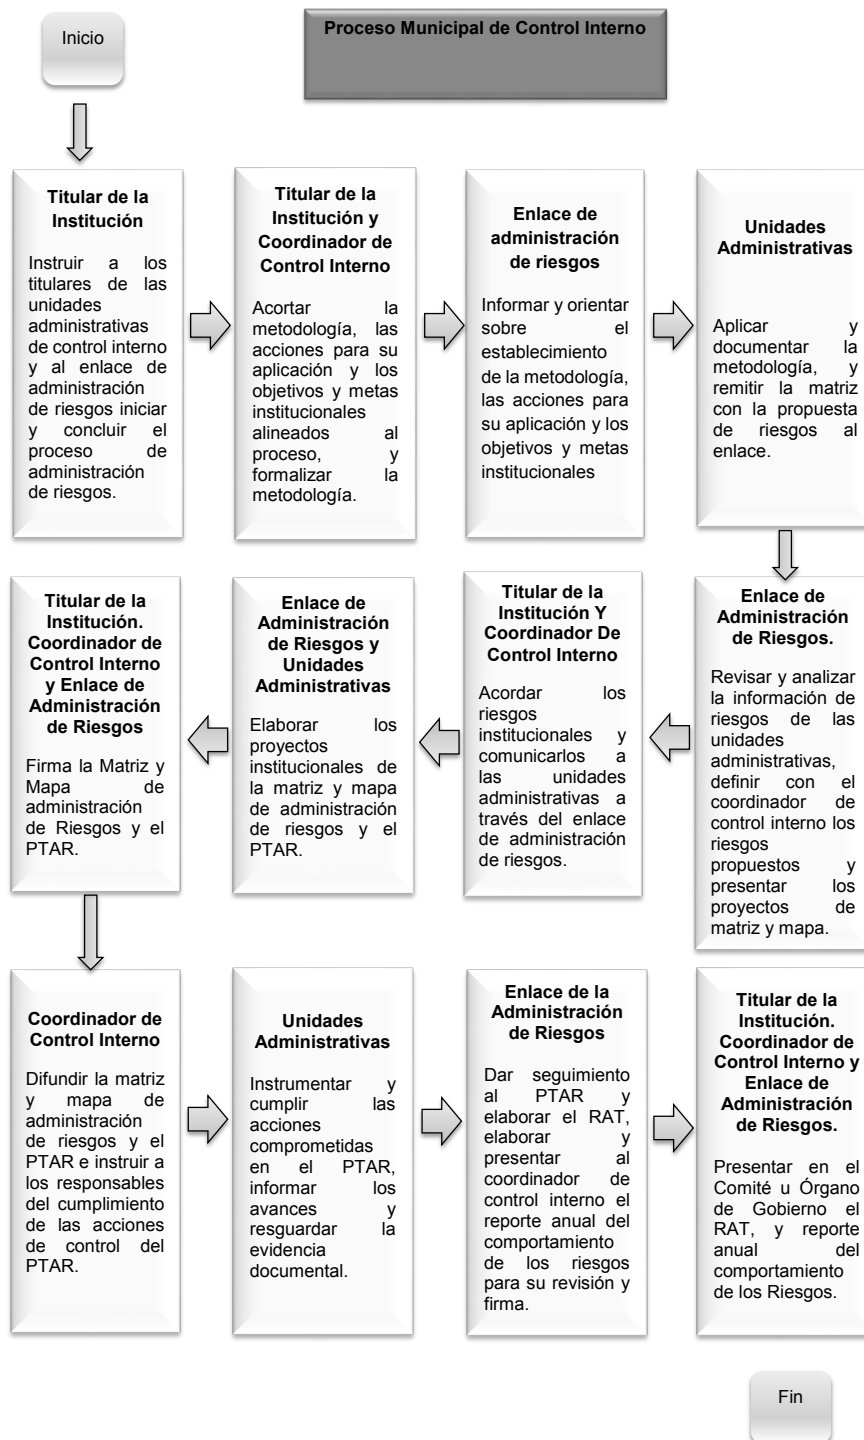 Inicio
Proceso Municipal de Control Interno
Titular de la
Institución
Instruir a los
titulares de las
unidades
administrativas
de control interno
y al enlace de
administración
de riesgos iniciar
y concluir el
proceso de
administración
de riesgos.
Titular de la
Institución y
Coordinador de
Control Interno
Acortar la
metodología, las
acciones para su
aplicación y los
objetivos y metas
institucionales
alineados al
proceso, y
formalizar la
metodología.
Enlace de
administración
de riesgos
Informar y orientar
sobre el
establecimiento
de la metodología,
las acciones para
su aplicación y los
objetivos y metas
institucionales
Unidades
Administrativas
Aplicar y
documentar la
metodología, y
remitir la matriz
con la propuesta
de riesgos al
enlace.
Enlace de
Administración
de Riesgos.
Revisar y analizar
la información de
riesgos de las
unidades
administrativas,
definir con el
coordinador de
control interno los
riesgos
propuestos y
presentar los
proyectos de
matriz y mapa.
Titular de la
Institución Y
Coordinador De
Control Interno
Acordar los
riesgos
institucionales y
comunicarlos a
las unidades
administrativas a
través del enlace
de administración
de riesgos.
Enlace de
Administración
de Riesgos y
Unidades
Administrativas
Elaborar los
proyectos
institucionales de
la matriz y mapa
de administración
de riesgos y el
PTAR.
Titular de la
Institución.
Coordinador de
Control Interno
y Enlace de
Administración
de Riesgos
Firma la Matriz y
Mapa de
administración
de Riesgos y el
PTAR.
Coordinador de
Control Interno
Difundir la matriz
y mapa de
administración
de riesgos y el
PTAR e instruir a
los responsables
del cumplimiento
de las acciones
de control del
PTAR.
Unidades
Administrativas
Instrumentar y
cumplir las
acciones
comprometidas
en el PTAR,
informar los
avances y
resguardar la
evidencia
documental.
Enlace de la
Administración
de Riesgos
Dar seguimiento
al PTAR y
elaborar el RAT,
elaborar y
presentar al
coordinador de
control interno el
reporte anual del
comportamiento
de los riesgos
para su revisión y
firma.
Titular de la
Institución.
Coordinador de
Control Interno y
Enlace de
Administración
de Riesgos.
Presentar en el
Comité u Órgano
de Gobierno el
RAT, y reporte
anual del
comportamiento
de los Riesgos.
Fin